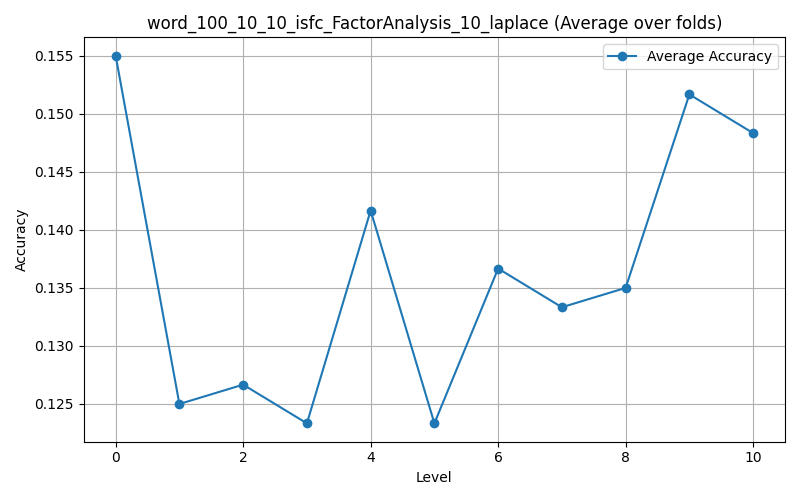 word_100_10_10_isfc_FactorAnalysis_10_laplace (Average over folds)
Average Accuracy
0.155
0.150
0.145
0.140
0.135
0.130
0.125
Accuracy
0 2 4 6 8 10
Level